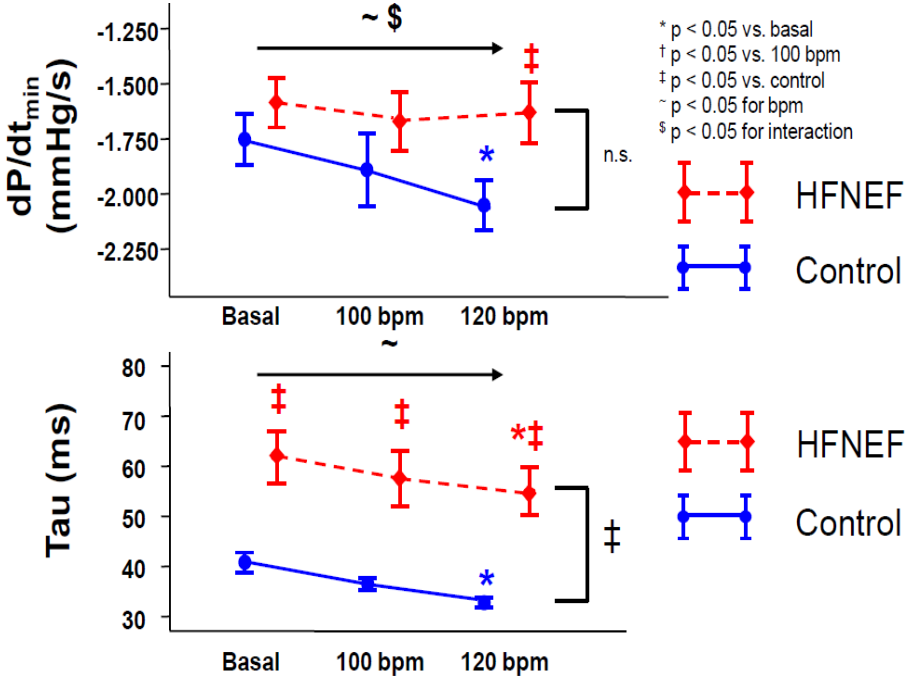 ~ $
-1.250
-1.500
-1.750
-2.000
-2.250
dP/dtmin
(mmHg/s)
‡
*
n.s.
Basal
100 bpm
120 bpm
* p < 0.05 vs. basal
† p < 0.05 vs. 100 bpm
‡ p < 0.05 vs. control
~ p < 0.05 for bpm
$ p < 0.05 for interaction
HFNEF
Control
~
80
70
60
50
40
30
Tau (ms)
‡
‡
*‡
*
‡
Basal
100 bpm
120 bpm
HFNEF
Control